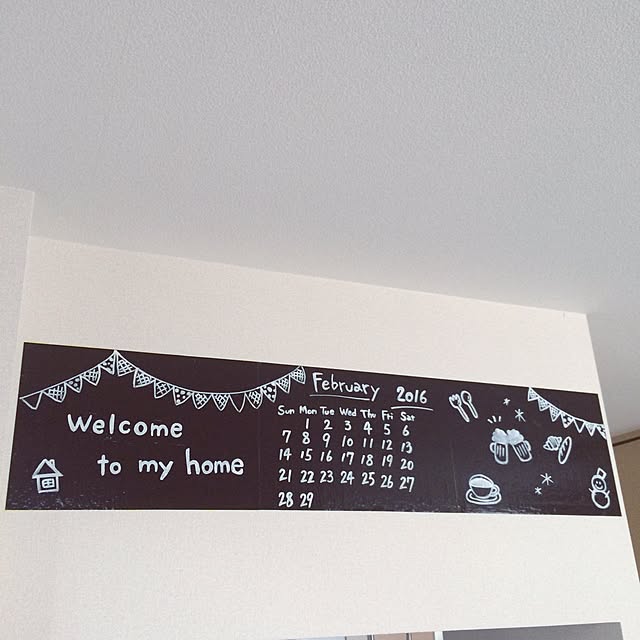 Welcome
to my home
February 2016
Sun Mon Tue Wed Thu Fri Sat
1 2 3 4 5 6
7 8 9 10 11 12 13
14 15 16 17 18 19 20
21 22 23 24 25 26 27
28 29